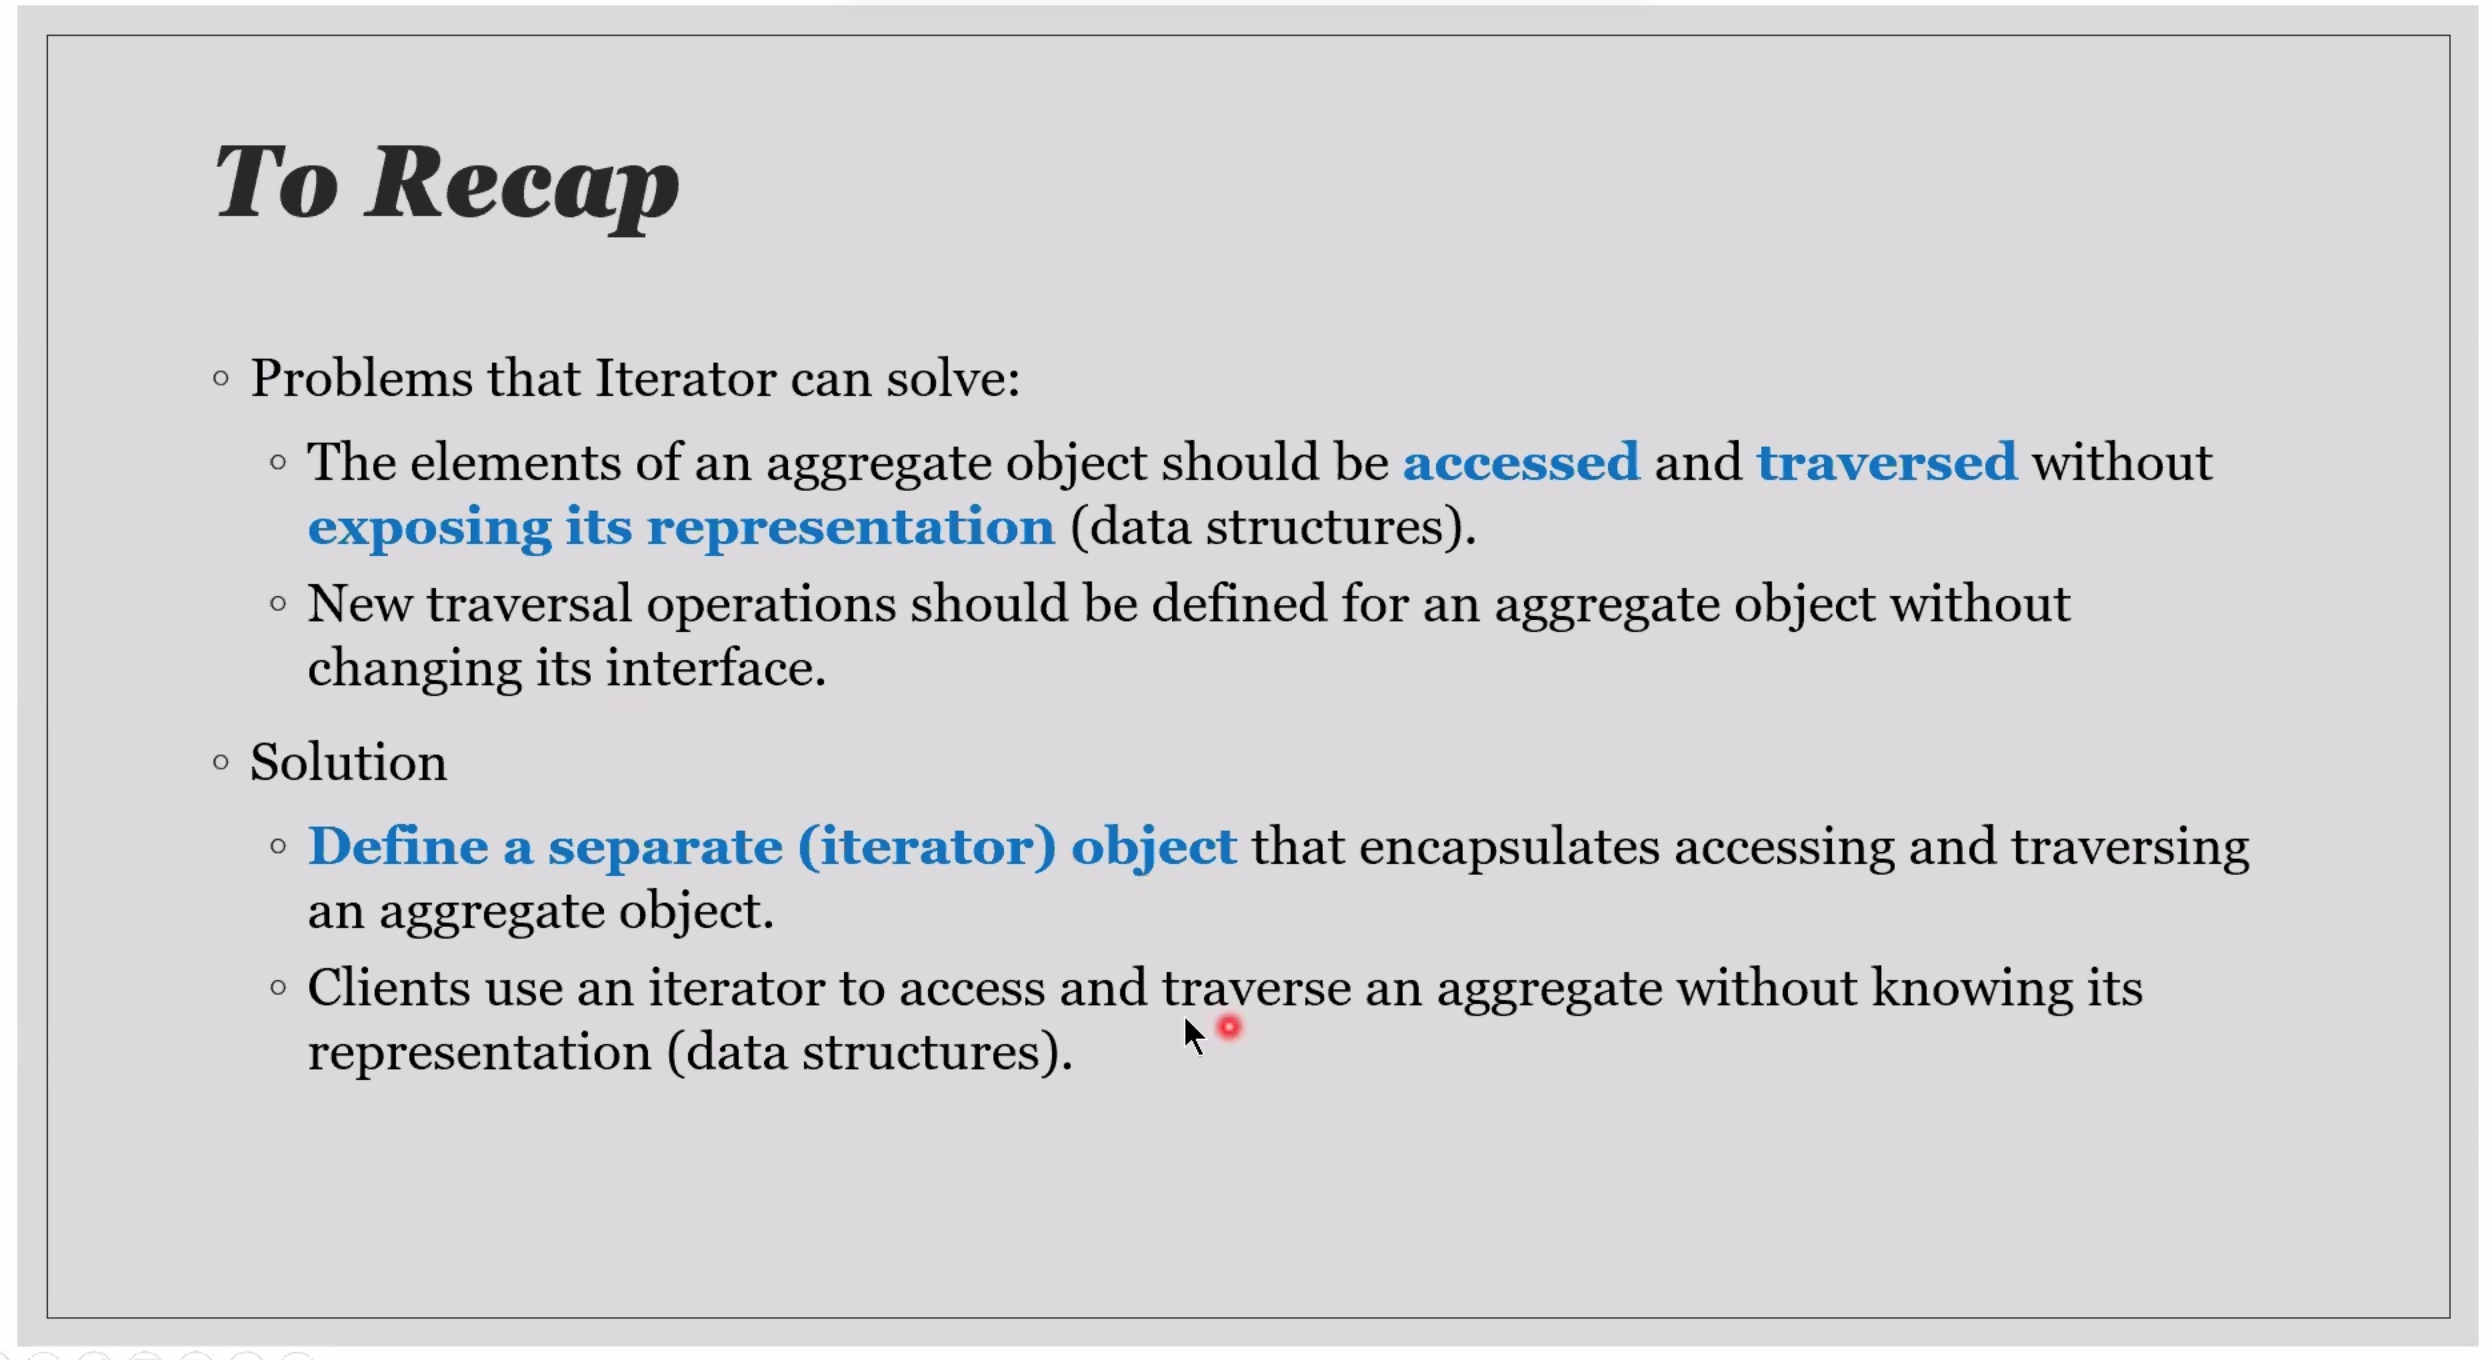 To Recap
◦ Problems that Iterator can solve:
◦ The elements of an aggregate object should be accessed and traversed without
exposing its representation (data structures).
◦ New traversal operations should be defined for an aggregate object without
changing its interface.
◦ Solution
◦ Define a separate (iterator) object that encapsulates accessing and traversing
an aggregate object.
◦ Clients use an iterator to access and traverse an aggregate without knowing its
representation (data structures).